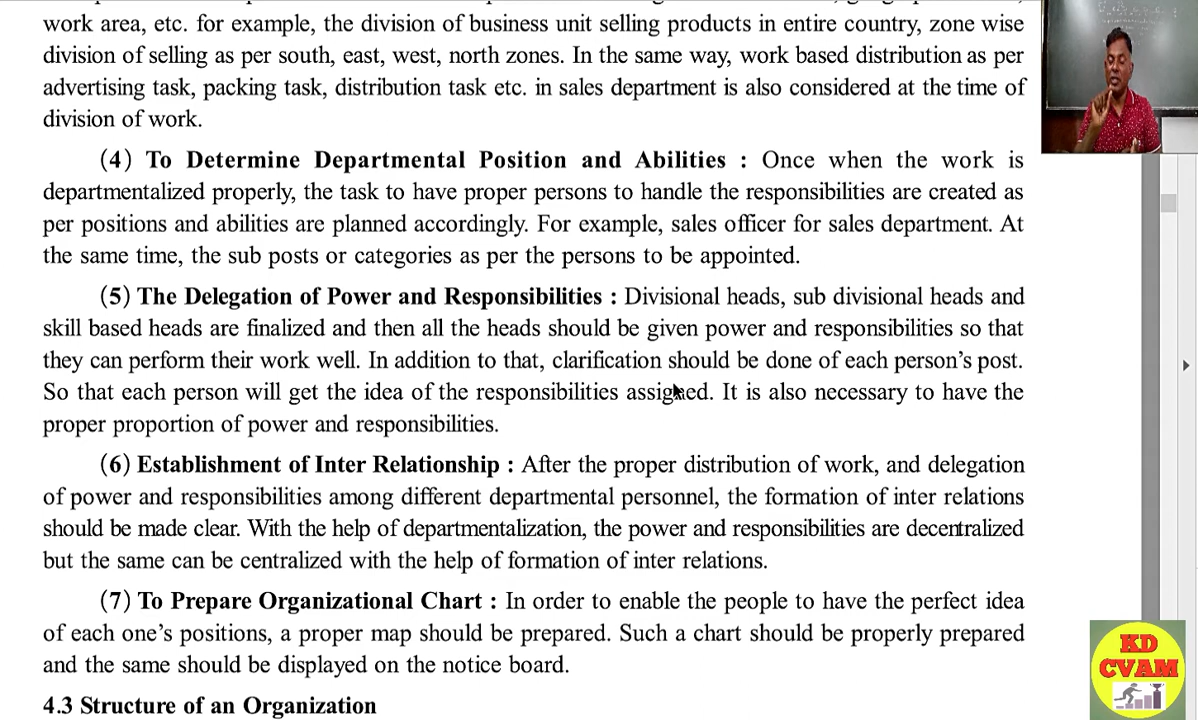 work area, etc. for example, the division of business unit selling products in entire country, zone wise
division of selling as per south, east, west, north zones. In the same way, work based distribution as per
advertising task, packing task, distribution task etc. in sales department is also considered at the time of
division of work.
(4) To Determine Departmental Position and Abilities : Once when the work is
departmentalized properly, the task to have proper persons to handle the responsibilities are created as
per positions and abilities are planned accordingly. For example, sales officer for sales department. At
the same time, the sub posts or categories as per the persons to be appointed.
(5) The Delegation of Power and Responsibilities : Divisional heads, sub divisional heads and
skill based heads are finalized and then all the heads should be given power and responsibilities so that
they can perform their work well. In addition to that, clarification should be done of each person’s post.
So that each person will get the idea of the responsibilities assigned. It is also necessary to have the
proper proportion of power and responsibilities.
(6) Establishment of Inter Relationship : After the proper distribution of work, and delegation
of power and responsibilities among different departmental personnel, the formation of inter relations
should be made clear. With the help of departmentalization, the power and responsibilities are decentralized
but the same can be centralized with the help of formation of inter relations.
(7) To Prepare Organizational Chart : In order to enable the people to have the perfect idea
of each one’s positions, a proper map should be prepared. Such a chart should be properly prepared
and the same should be displayed on the notice board.
4.3 Structure of an Organization
KD
CVAM